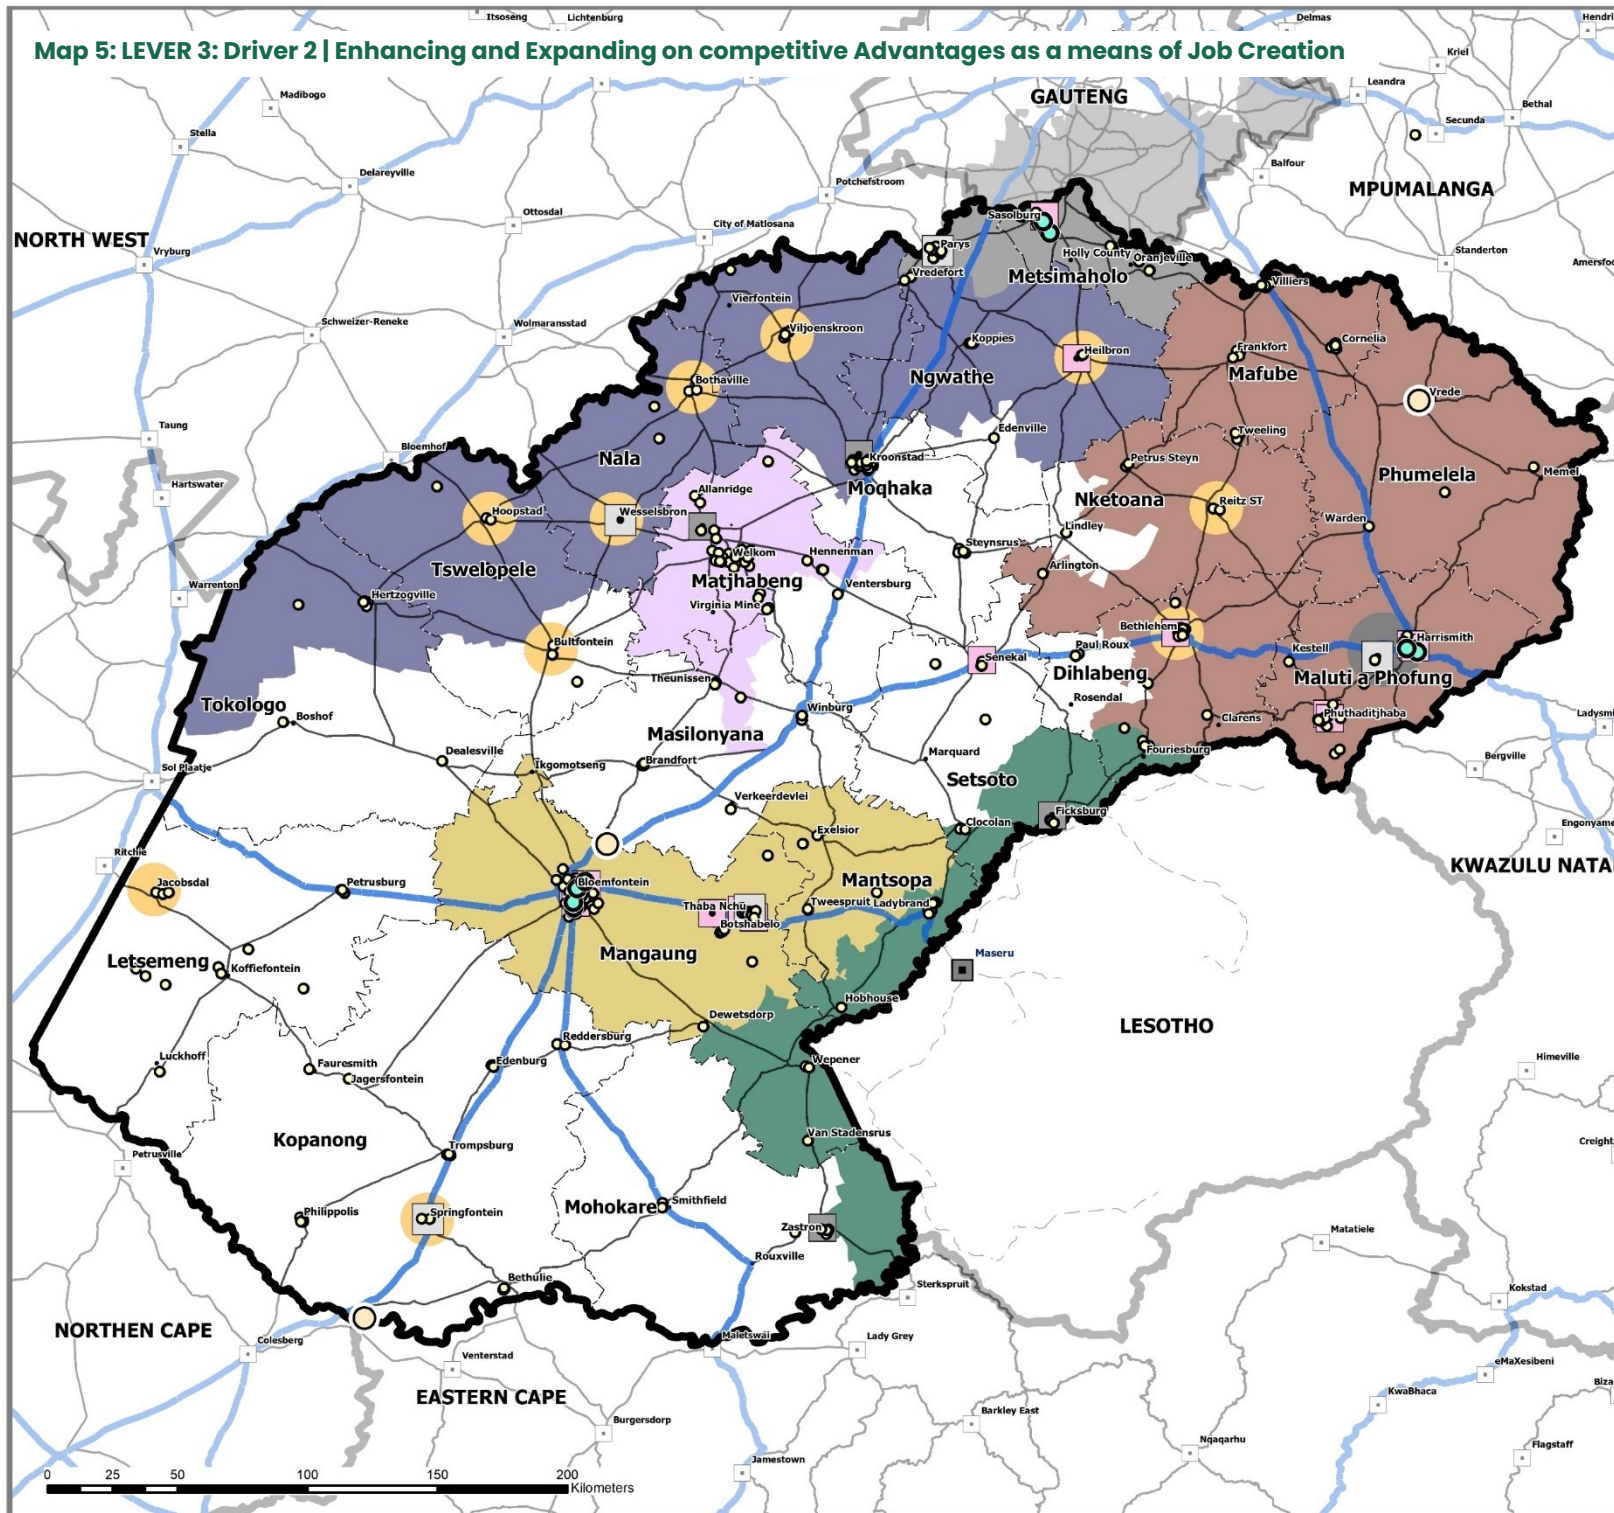 Itsoseng
Lichtenburg
Delmas
Map 5: LEVER 3: Driver 2 | Enhancing and Expanding on competitive Advantages as a means of Job Creation
Kriel
Leandra
Madibogo
GAUTENG
Bethal
Secunda
Stella
Balfour
Delareyville
Potchefstroom
MPUMALANGA
Ottosdal
City of Matlosana
Sasolburg
NORTH WEST
Parys
Vryburg
Holly County
Oranjeville
Standerton
Vredefort
Metsimaholo
Villiers
Vierfontein
Schweizer-Reneke
Wolmaransstad
Viljoenskroon
Koppies
Heilbron
Frankfort
Cornelia
Ngwathe
Mafube
Bothaville
Vrede
Taung
Bloemhof
Edenville
Tweeling
Nala
Kroonstad
Petrus Steyn
Phumelela
Memel
Hartswater
Allanridge
Moqhaka
Nketoana
Reitz ST
Hoopstad
Wesselsbron
Warden
Lindley
Steynsrus
Welkom
Hennenman
Tswelopele
Matjhabeng
Arlington
Ventersburg
Warrenton
Hertzogville
Virginia Mine
Bethlehem
Harrismith
Bultfontein
Senekal
Paul Roux
Kestell
Theunissen
Dihlabeng
Maluti a Phofung
Tokologo
Rosendal
Winburg
Phuthaditjhaba
Boshof
Clarens
Masilonyana
Dealesville
Marquard
Fouriesburg
Bergville
Ikgomotseng
Brandfort
Sol Plaatje
Setsoto
Verkeerdevlei
Ficksburg
Exelsior
Clocolan
Ritchie
KWAZULU NATA
Jacobsdal
Petrusburg
Bloemfontein
Mantsopa
Thaba Nchu
Tweespruit
Ladybrand
Botshabelo
Mangaung
Maseru
Letsemeng
Koffiefontein
Hobhouse
Dewetsdorp
LESOTHO
Reddersburg
Luckhoff
Fauresmith
Edenburg
Wepener
Himeville
Jagersfontein
Van Stadensrus
Kopanong
Trompsburg
Petrusville
Mohokare
Smithfield
Philippolis
Springfontein
Zastron
Matatiele
Rouxville
Bethulie
Sterkspruit
Kokstad
NORTHEN CAPE
Colesberg
Maletswai
Lady Grey
Venterstad
eMaXesibeni
EASTERN CAPE
KwaBhaca
Burgersdorp
Barkley East
Nqaqarhu
Flagstaff
Jamestown
0 25 50 100 150 200
Kilometers